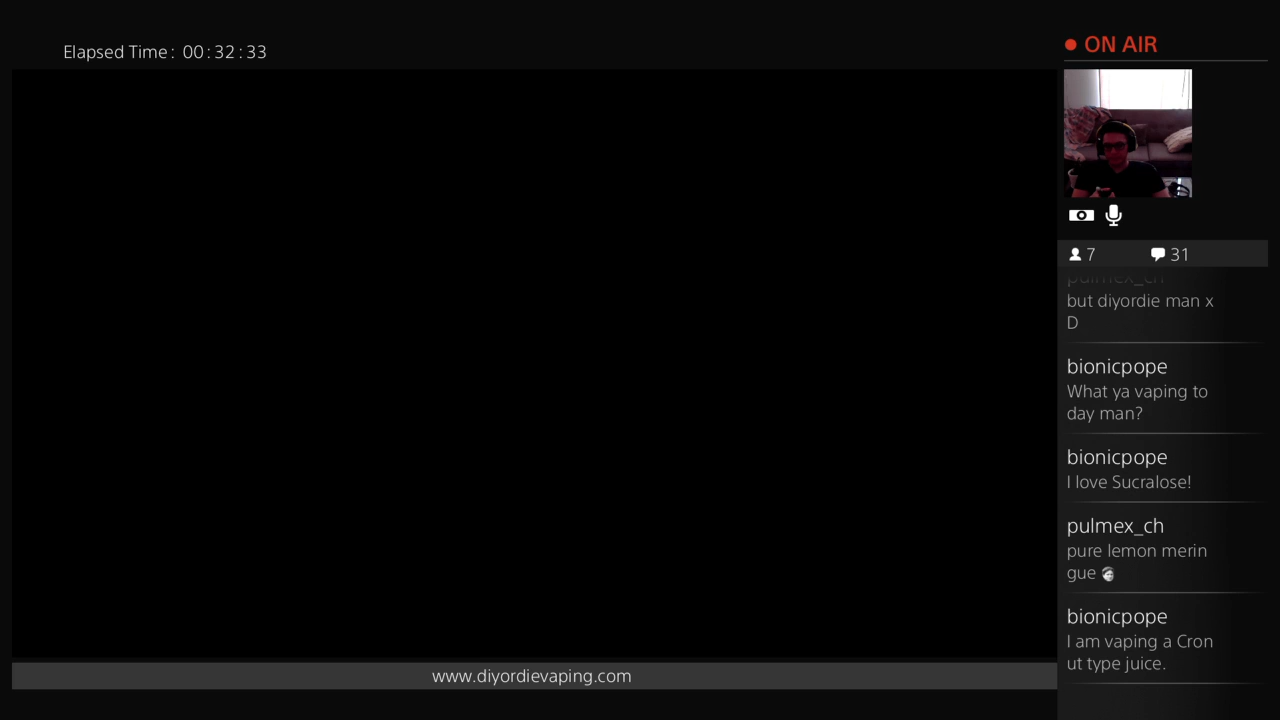 Elapsed Time: 00:32:33
ON AIR
7
31
pulmex_ch
but diyordie man x
D
bionicpope
What ya vaping to
day man?
bionicpope
I love Sucralose!
pulmex_ch
pure lemon merin
gue
bionicpope
I am vaping a Cron
ut type juice.
www.diyordievaping.com